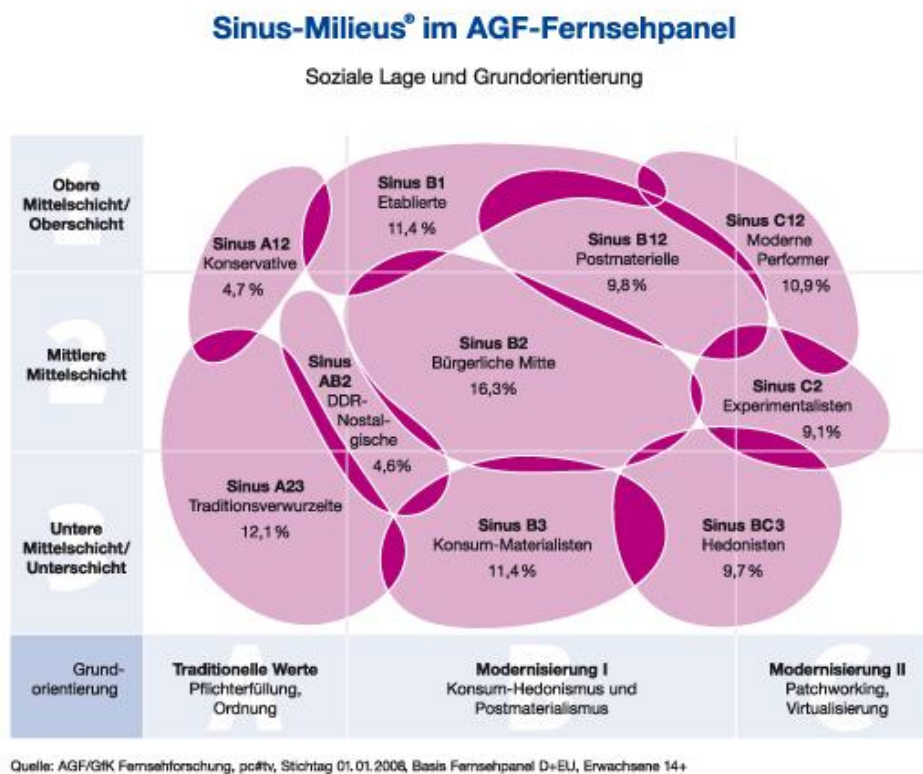 Sinus-Milieus® im AGF-Fernsehpanel
Soziale Lage und Grundorientierung
1
Obere
Mittelschicht/
Oberschicht
Sinus A12
Konservative
4,7 %
Sinus B1
Etablierte
11,4 %
Sinus B12
Postmaterielle
9,8 %
Sinus C12
Moderne
Performer
10,9 %
2
Mittlere
Mittelschicht
Sinus
AB2
DDR-
Nostal-
gische
4,6%
Sinus B2
Bürgerliche Mitte
16,3%
Sinus C2
Experimentalisten
9,1%
3
Untere
Mittelschicht/
Unterschicht
Sinus A23
Traditionsverwurzelte
12,1 %
Sinus B3
Konsum-Materialisten
11,4%
Sinus BC3
Hedonisten
9,7%
Grund-
orientierung
A
Traditionelle Werte
Pflichterfüllung,
Ordnung
B
Modernisierung I
Konsum-Hedonismus und
Postmaterialismus
C
Modernisierung II
Patchworking,
Virtualisierung
Quelle: AGF/GfK Fernsehforschung, pc#tv, Stichtag 01.01.2008, Basis Fernsehpanel D+EU, Erwachsene 14+